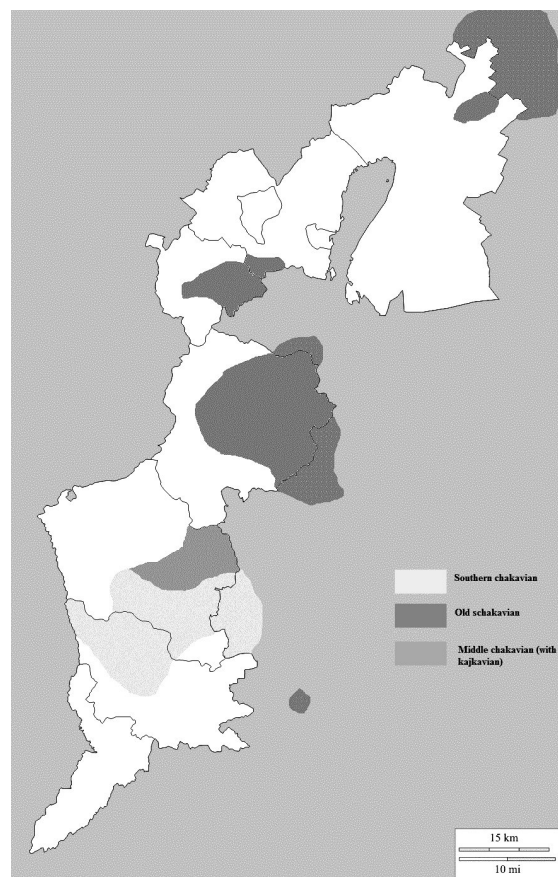 Southern chakavian
Old schakavian
Middle chakavian (with
kajkavian)
15 km
10 mi